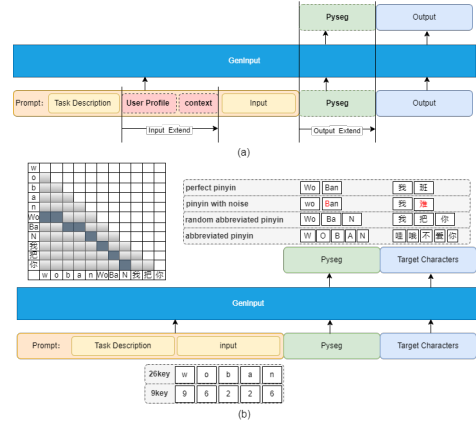 Pyseg Output
GenInput
Prompt: Task Description User Profile context Input Pyseg Output
Input Extend Output Extend
(a)
w
o
b
a
n
Wo
Ba
N
我
把
你
w o b a n Wo Ba N 我 把 你
perfect pinyin Wo Ban 我 班
pinyin with noise wo Ban 我
random abbreviated pinyin Wo Ba N 我 把 你
abbreviated pinyin W O B A N 哇 哦 不 爱 你
Pyseg Target Characters
GenInput
Prompt: Task Description input Pyseg Target Characters
26key w o b a n
9key 9 6 2 2 6
(b)